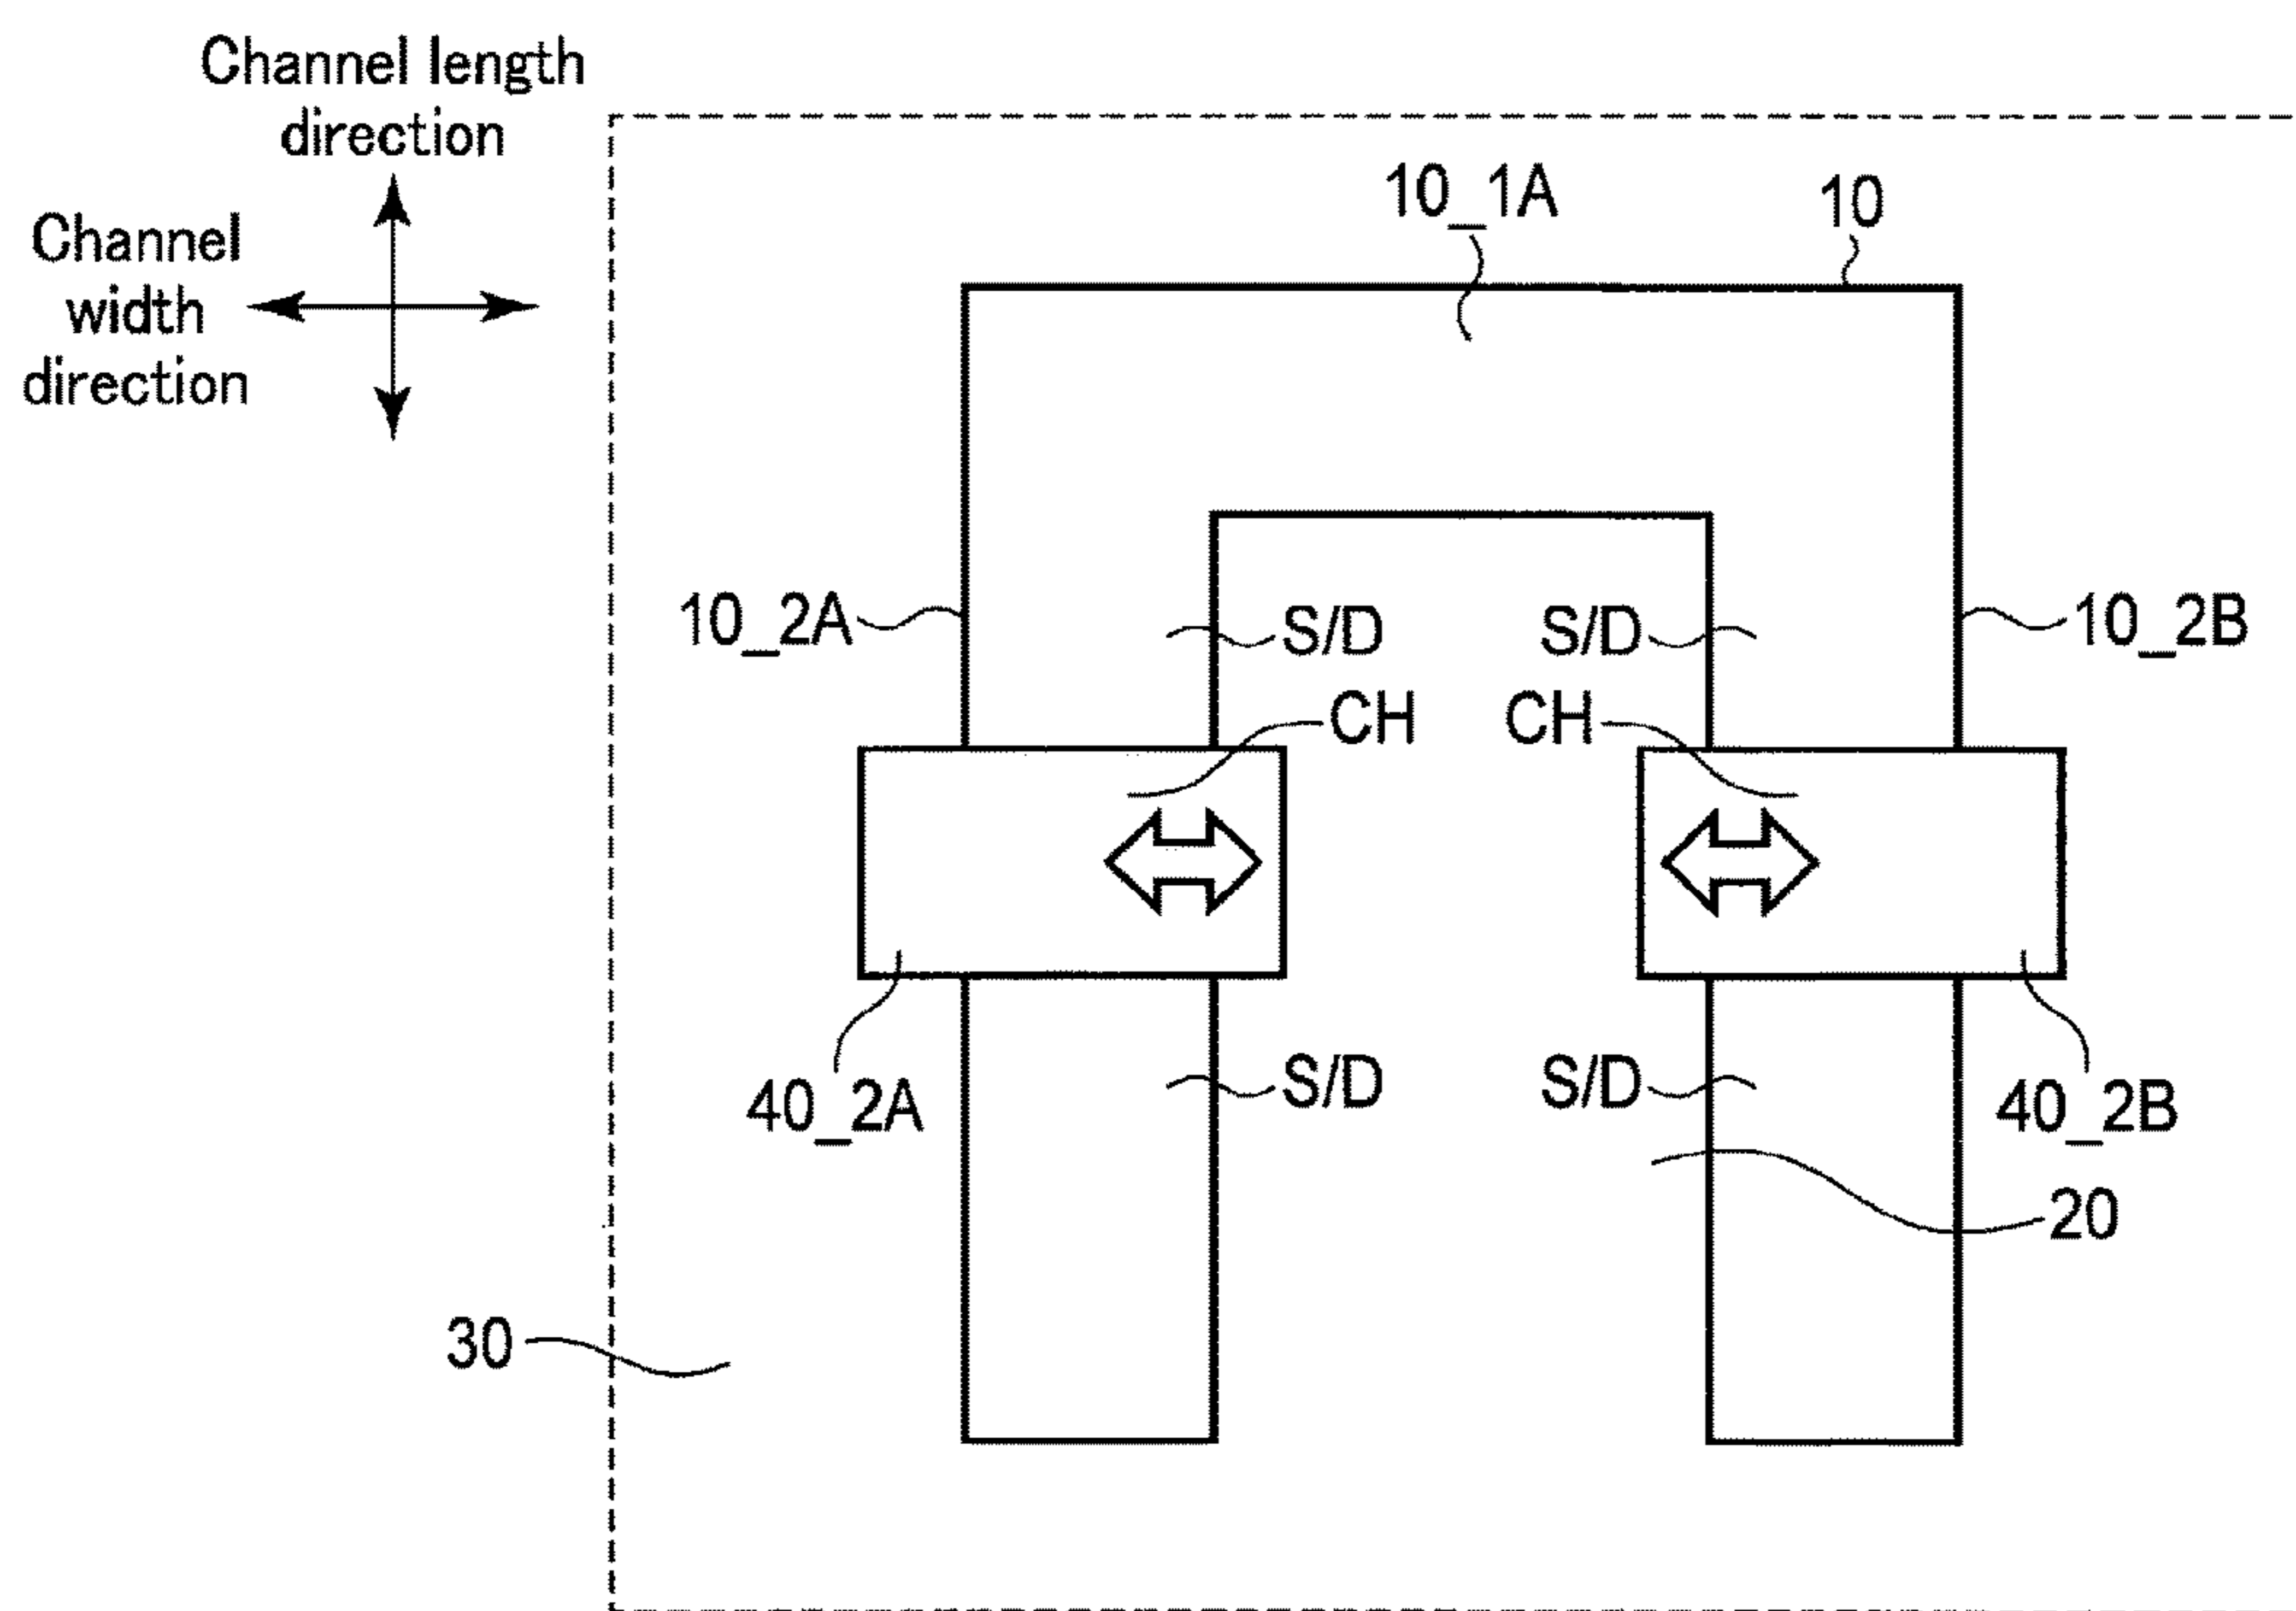 Channel length
direction
Channel
width
direction
10_1A
10
10_2A
S/D
S/D
10_2B
CH
CH
40_2A
S/D
S/D
40_2B
20
30